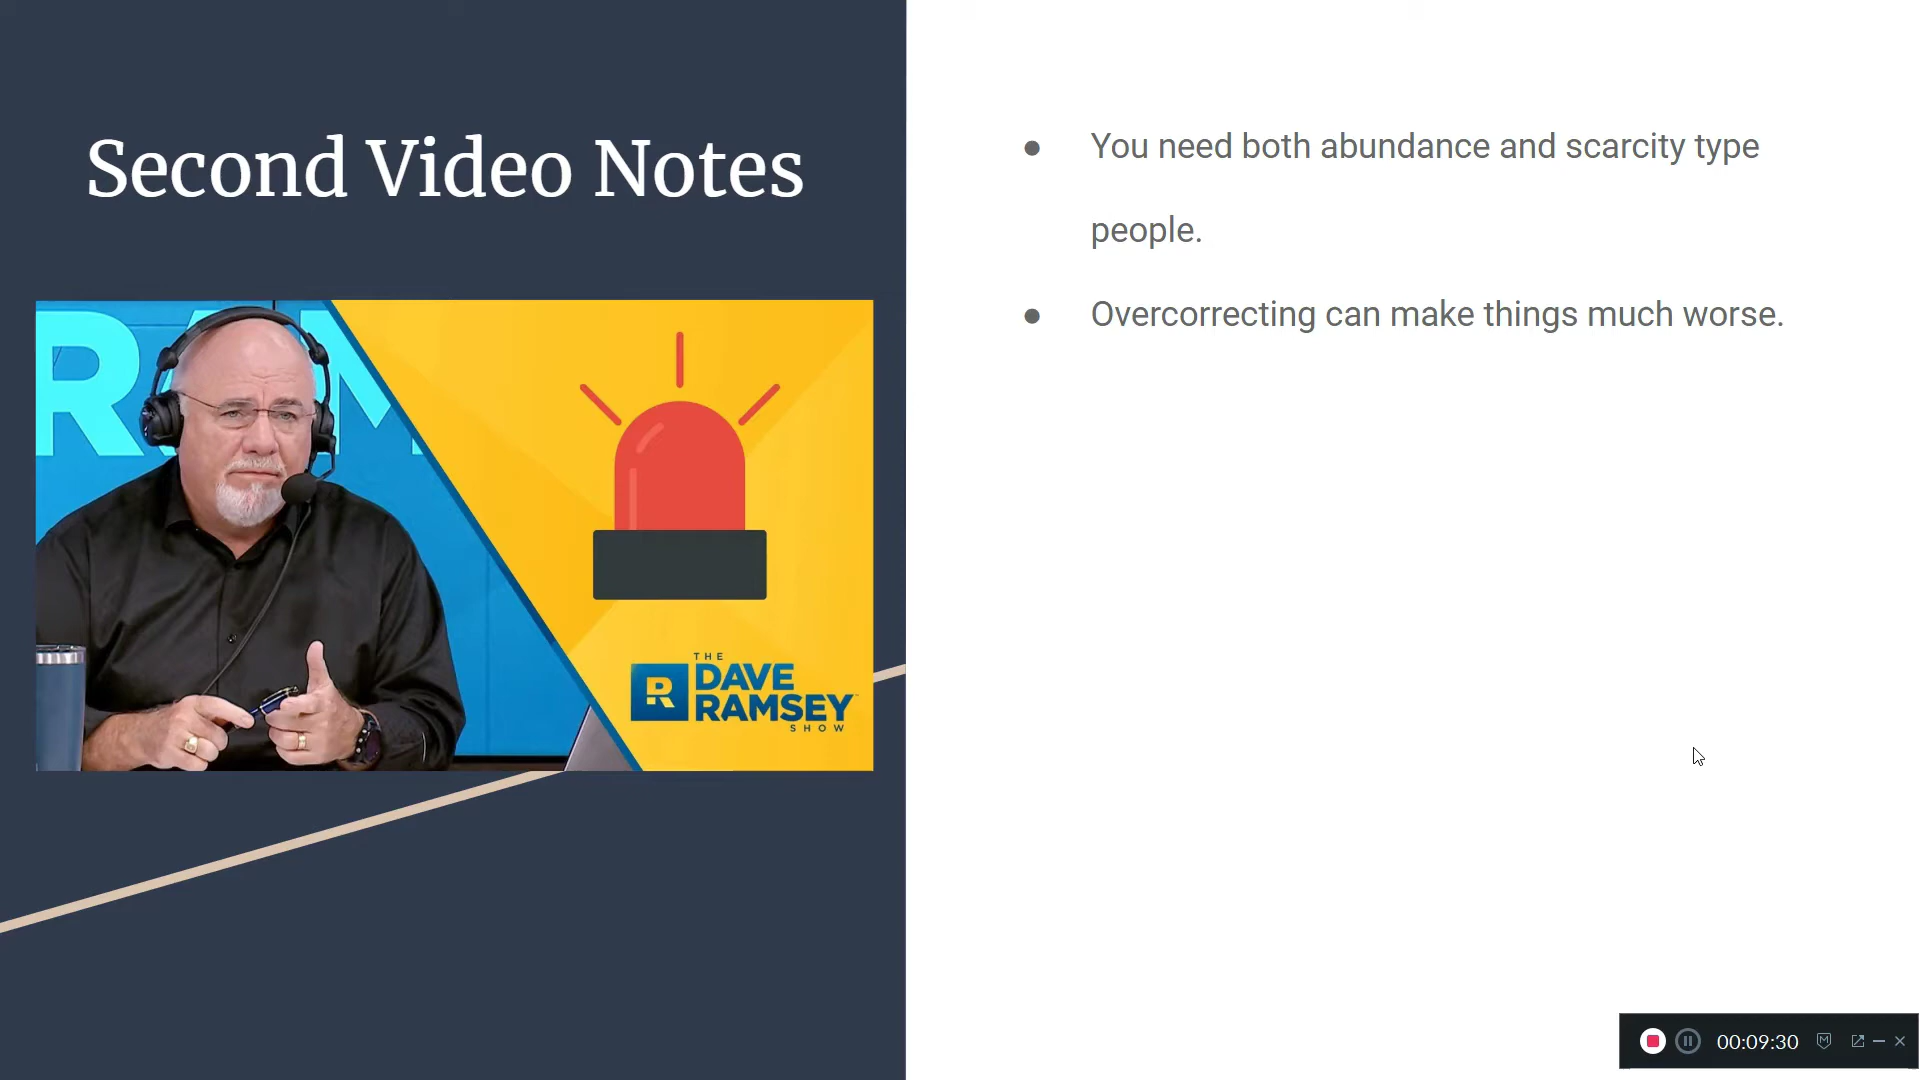 Second Video Notes
RAM
THE
R DAVE
RAMSEY
SHOW
● You need both abundance and scarcity type
people.
● Overcorrecting can make things much worse.
00:09:30